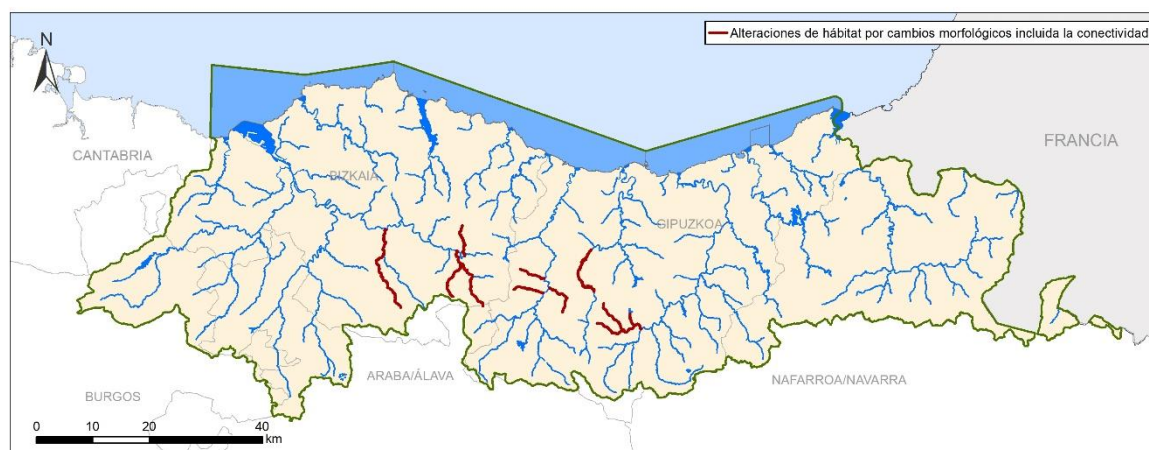 Alteraciones de hábitat por cambios morfológicos incluida la conectividad
N
FRANCIA
CANTABRIA
BIZKAIA
GIPUZKOA
ARABA/ÁLAVA
NAFARROA/NAVARRA
BURGOS
0 10 20 40
km